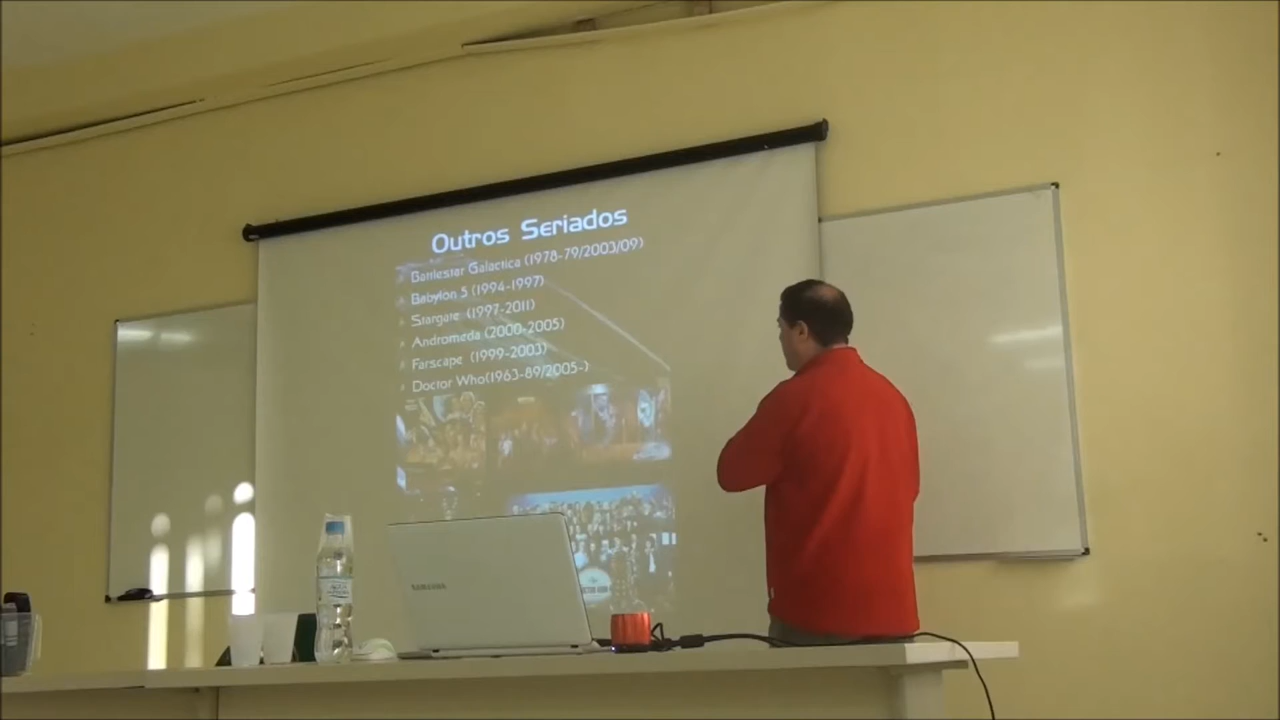 Outros Seriados
Battlestar Galactica (1978-79/2003/09)
Babylon 5 (1994-1997)
Stargate (1997-2011)
Andromeda (2000-2005)
Farscape (1999-2003)
Doctor Who(1963-89/2005-)
SAMSUNG